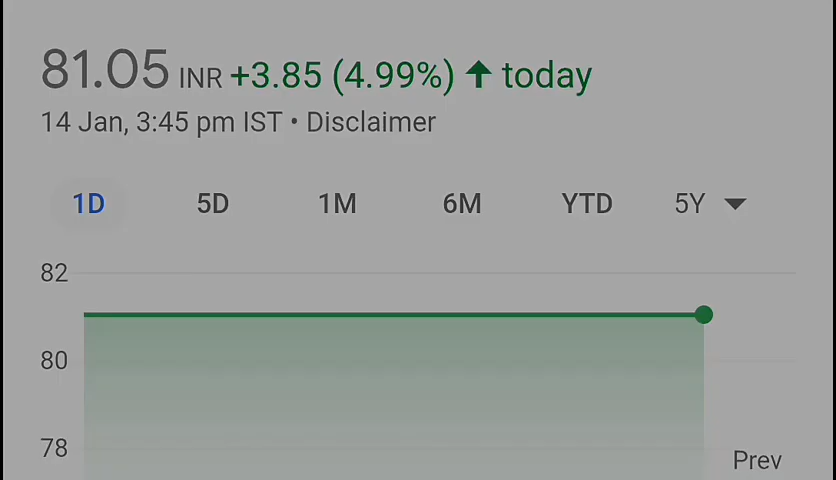 81.05 INR +3.85 (4.99%) ↑ today
14 Jan, 3:45 pm IST • Disclaimer
1D 5D 1M 6M YTD 5Y
82
80
78
Prev